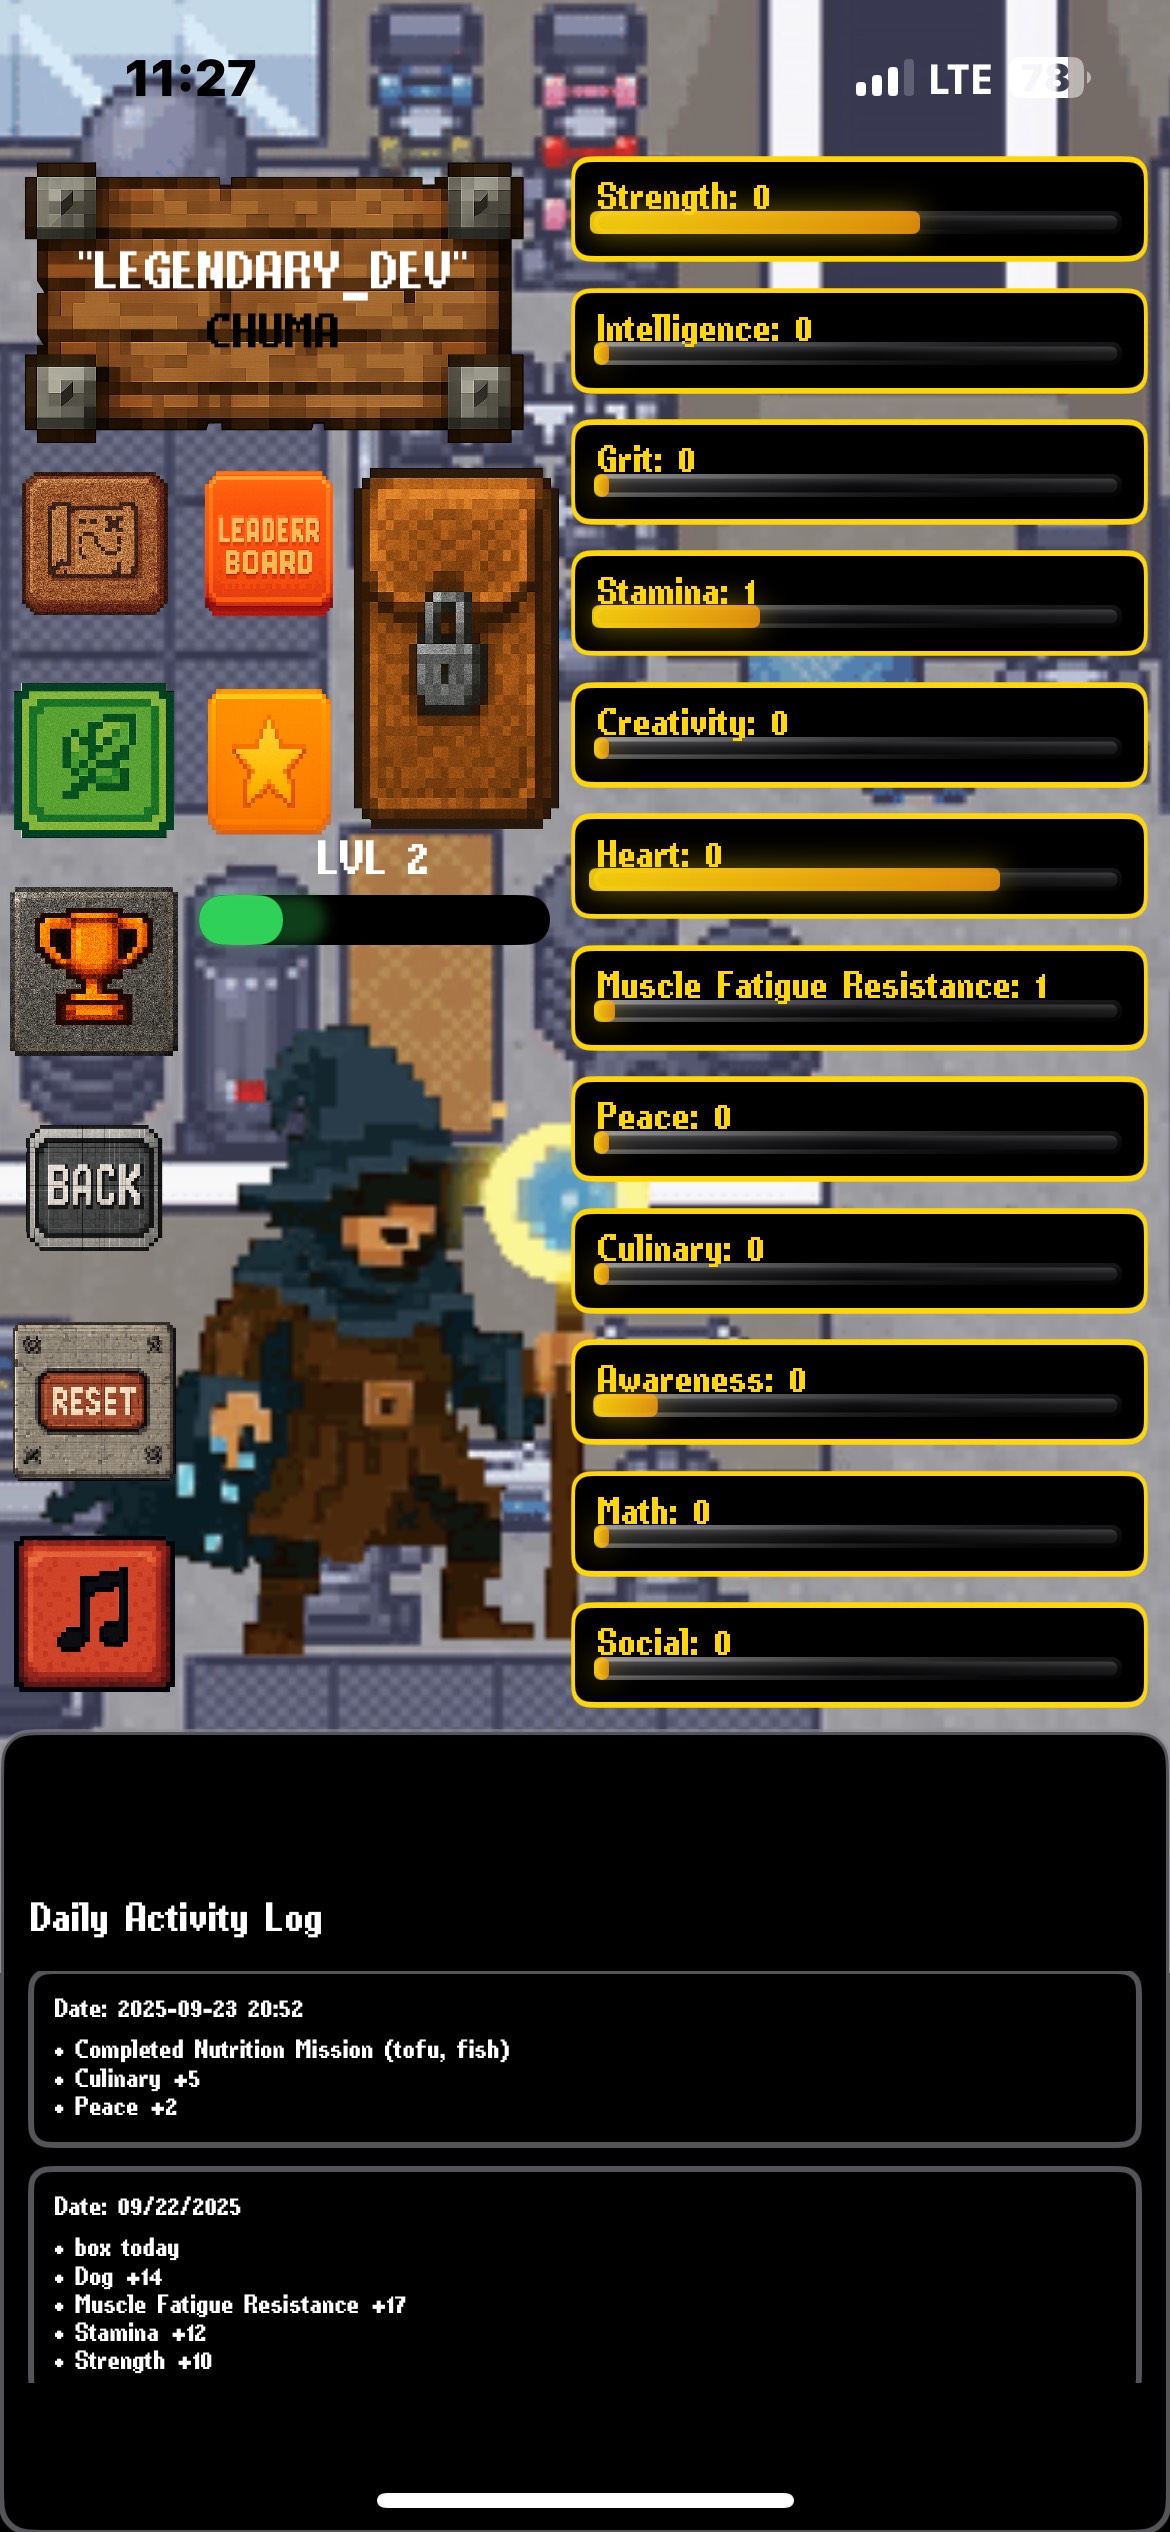 11:27
LTE
78
"LEGENDARY_DEV"
CHUMA
LEADERR
BOARD
LVL 2
BACK
RESET
Strength: 0
Intelligence: 0
Grit: 0
Stamina: 1
Creativity: 0
Heart: 0
Muscle Fatigue Resistance: 1
Peace: 0
Culinary: 0
Awareness: 0
Math: 0
Social: 0
Daily Activity Log
Date: 2025-09-23 20:52
• Completed Nutrition Mission (tofu, fish)
• Culinary +5
• Peace +2
Date: 09/22/2025
• box today
• Dog +14
• Muscle Fatigue Resistance +17
• Stamina +12
• Strength +10